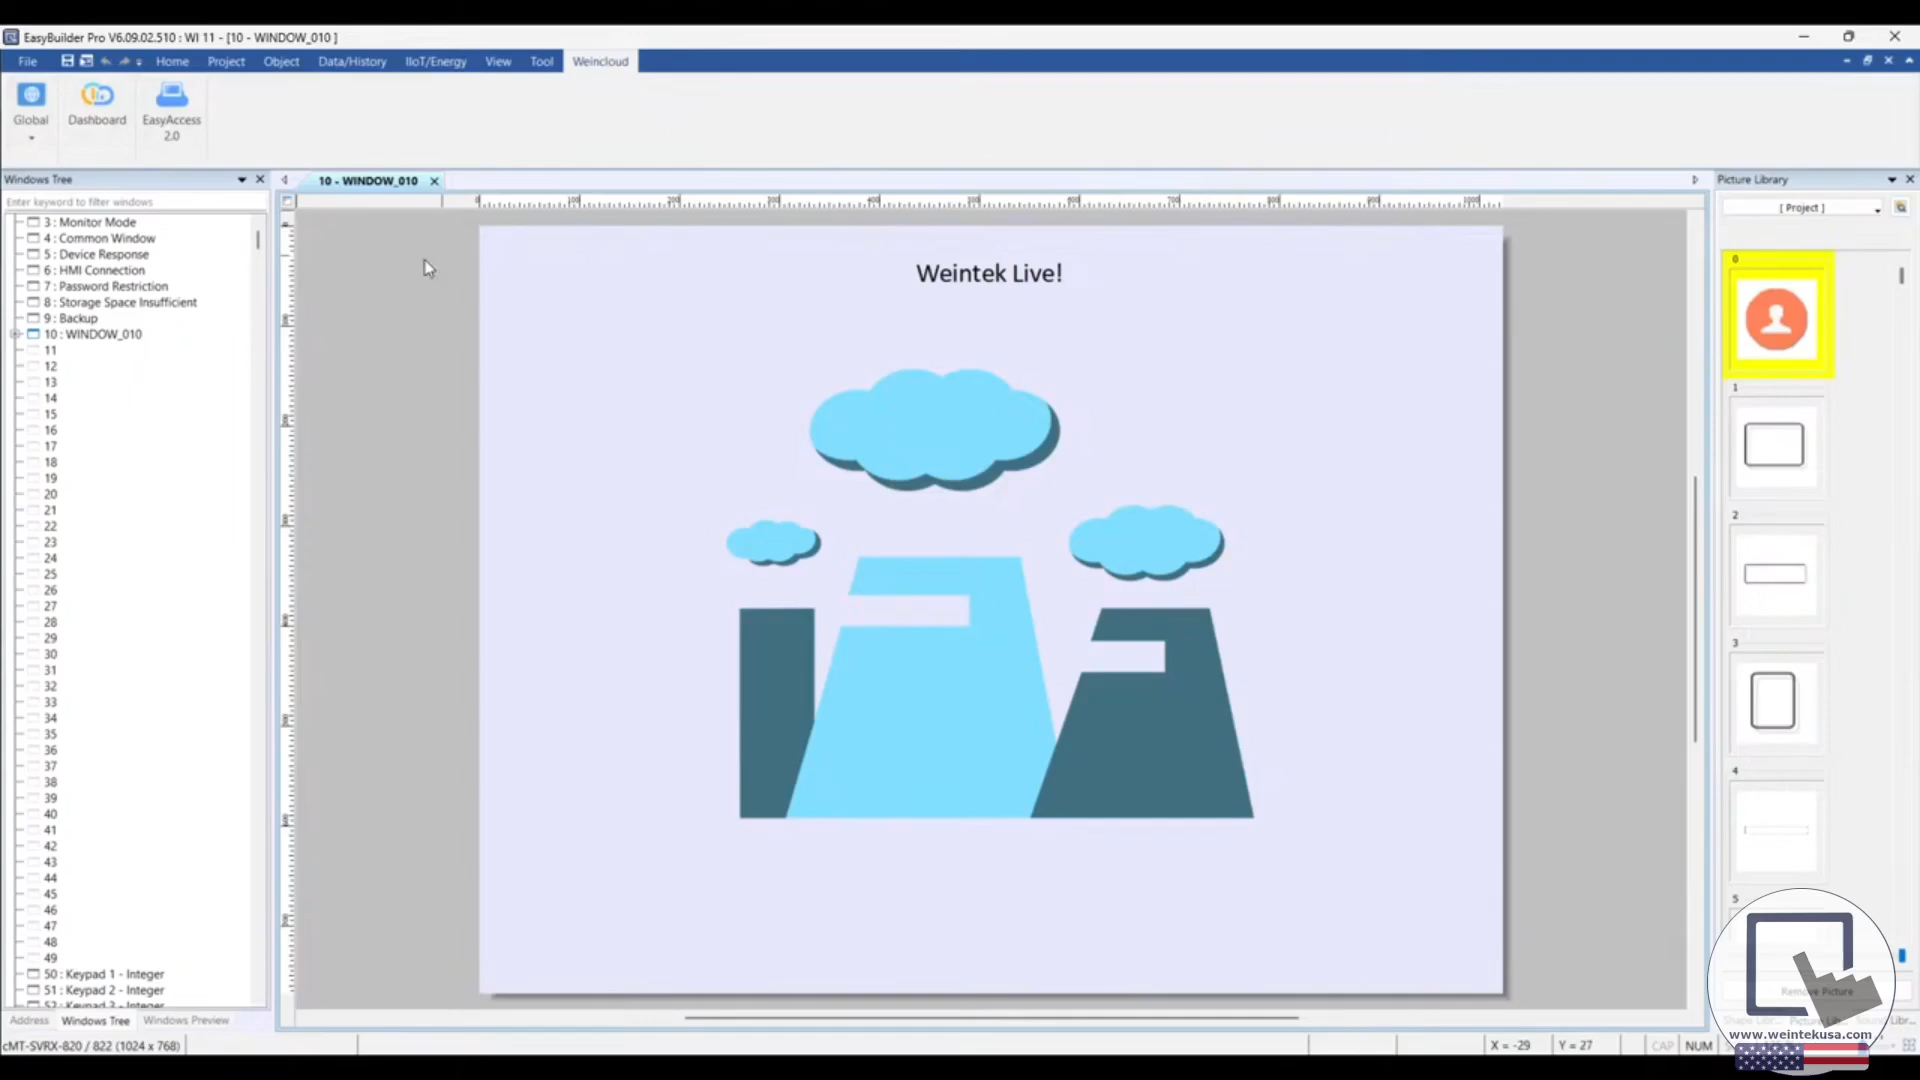 EasyBuilder Pro V6.09.02.510 : WI 11 - [10 - WINDOW_010 ]
File Home Project Object Data/History IIoT/Energy View Tool Weincloud
Global Dashboard EasyAccess 2.0
Windows Tree
Enter keyword to filter windows
3 : Monitor Mode
4 : Common Window
5 : Device Response
6 : HMI Connection
7 : Password Restriction
8 : Storage Space Insufficient
9 : Backup
10 : WINDOW_010
11
12
13
14
15
16
17
18
19
20
21
22
23
24
25
26
27
28
29
30
31
32
33
34
35
36
37
38
39
40
41
42
43
44
45
46
47
48
49
50 : Keypad 1 - Integer
51 : Keypad 2 - Integer
52 : Keypad 3 - Integer
Address Windows Tree Windows Preview
10 - WINDOW_010
Weintek Live!
Picture Library
[ Project ]
0
1
2
3
4
5
Remove Picture
www.weintekusa.com
cMT-SVRX-820 / 822 (1024 x 768)
X = -29 Y = 27 CAP NUM